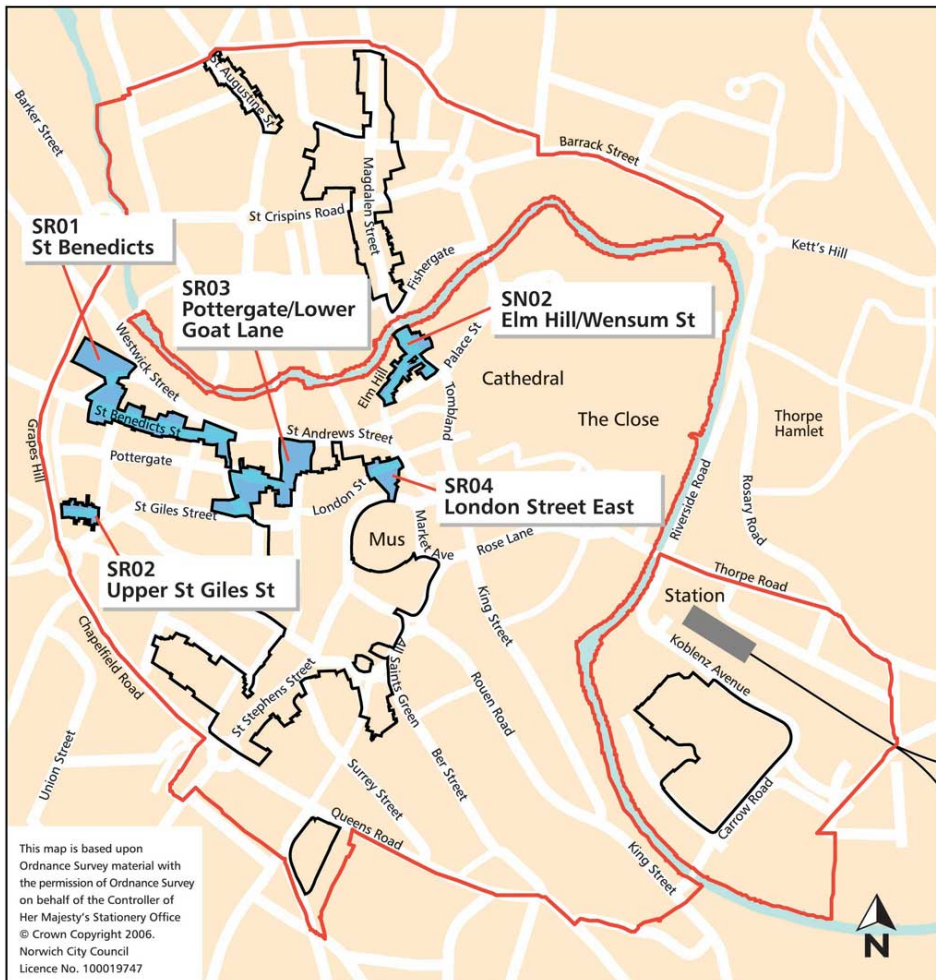 St Augustine St
Barker Street
Magdalen Street
Barrack Street
St Crispins Road
Kett's Hill
SR01
St Benedicts
Fishergate
SR03
Pottergate/Lower
Goat Lane
SN02
Elm Hill/Wensum St
Westwick Street
Palace St
Elm Hill
Cathedral
Tombland
The Close
Thorpe
Hamlet
Grapes Hill
St Benedicts St
St Andrews Street
Pottergate
London St
SR04
London Street East
St Giles Street
Riverside Road
Rosary Road
Mus
Market Ave
Rose Lane
SR02
Upper St Giles St
Thorpe Road
Station
King Street
Koblenz Avenue
Chapelfield Road
All Saints Green
St Stephens Street
Rouen Road
Union Street
Surrey Street
Ber Street
Carrow Road
Queens Road
King Street
This map is based upon
Ordnance Survey material with
the permission of Ordnance Survey
on behalf of the Controller of
Her Majesty's Stationery Office
© Crown Copyright 2006.
Norwich City Council
Licence No. 100019747
N